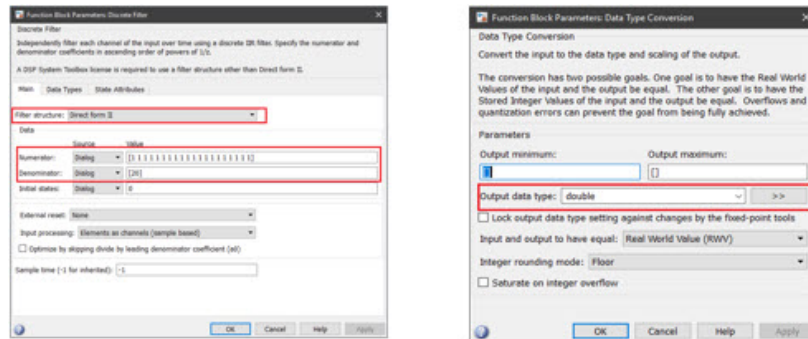 Function Block Parameters: Discrete Filter
Discrete Filter
Independently filter each channel of the input over time using a discrete IIR filter. Specify the numerator and
denominator coefficients in ascending order of powers of 1/z.
A DSP System Toolbox license is required to use a filter structure other than Direct form II.
Main Data Types State Attributes
Filter structure: Direct form II
Data
Source Value
Numerator: Dialog
Denominator: Dialog [20]
Initial states: Dialog 0
External reset: None
Input processing: Elements as channels (sample based)
Optimize by skipping divide by leading denominator coefficient (a0)
Sample time (-1 for inherited): -1
OK Cancel Help Apply
Function Block Parameters: Data Type Conversion
Data Type Conversion
Convert the input to the data type and scaling of the output.
The conversion has two possible goals. One goal is to have the Real World
Values of the input and the output be equal. The other goal is to have the
Stored Integer Values of the input and the output be equal. Overflows and
quantization errors can prevent the goal from being fully achieved.
Parameters
Output minimum: Output maximum:
[] []
Output data type: double >>
Lock output data type setting against changes by the fixed-point tools
Input and output to have equal: Real World Value (RWV)
Integer rounding mode: Floor
Saturate on integer overflow
OK Cancel Help Apply